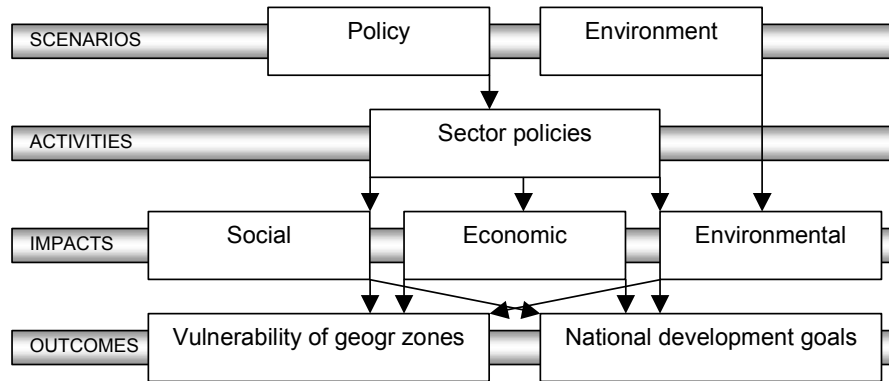 SCENARIOS
Policy
Environment
ACTIVITIES
Sector policies
IMPACTS
Social
Economic
Environmental
OUTCOMES
Vulnerability of geogr zones
National development goals